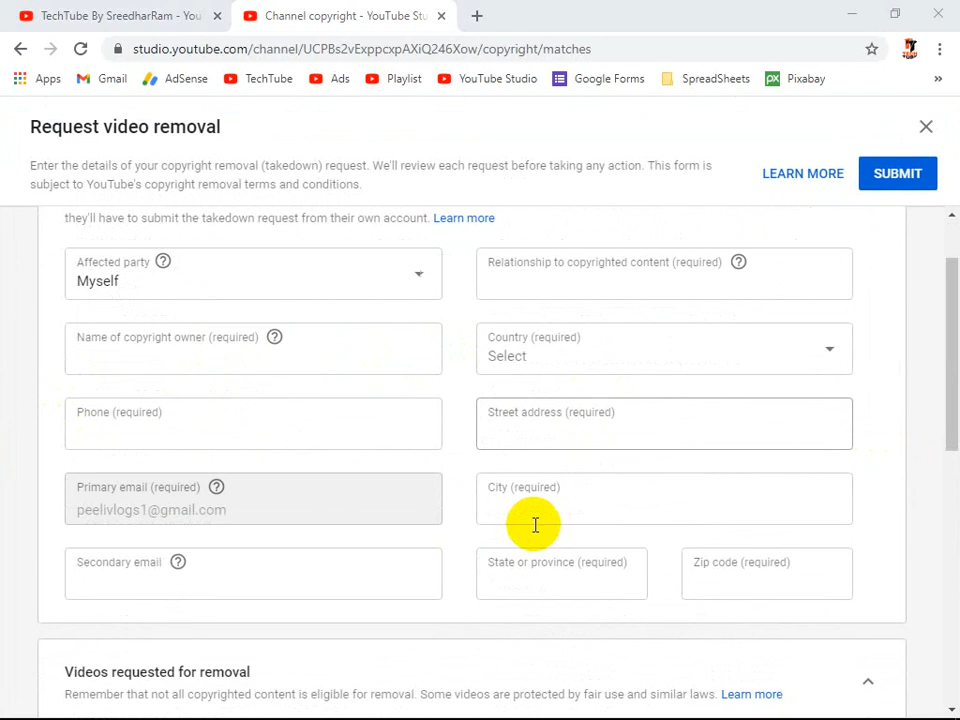 TechTube By SreedharRam - You
Channel copyright - YouTube Stu
studio.youtube.com/channel/UCPBs2vExppcxpAXiQ246Xow/copyright/matches
Apps Gmail AdSense TechTube Ads Playlist YouTube Studio Google Forms SpreadSheets Pixabay »
Request video removal
Enter the details of your copyright removal (takedown) request. We'll review each request before taking any action. This form is
subject to YouTube's copyright removal terms and conditions.
LEARN MORE
SUBMIT
they'll have to submit the takedown request from their own account. Learn more
Affected party
Myself
Relationship to copyrighted content (required)
Name of copyright owner (required)
Country (required)
Select
Phone (required)
Street address (required)
Primary email (required)
peelivlogs1@gmail.com
City (required)
Secondary email
State or province (required)
Zip code (required)
Videos requested for removal
Remember that not all copyrighted content is eligible for removal. Some videos are protected by fair use and similar laws. Learn more